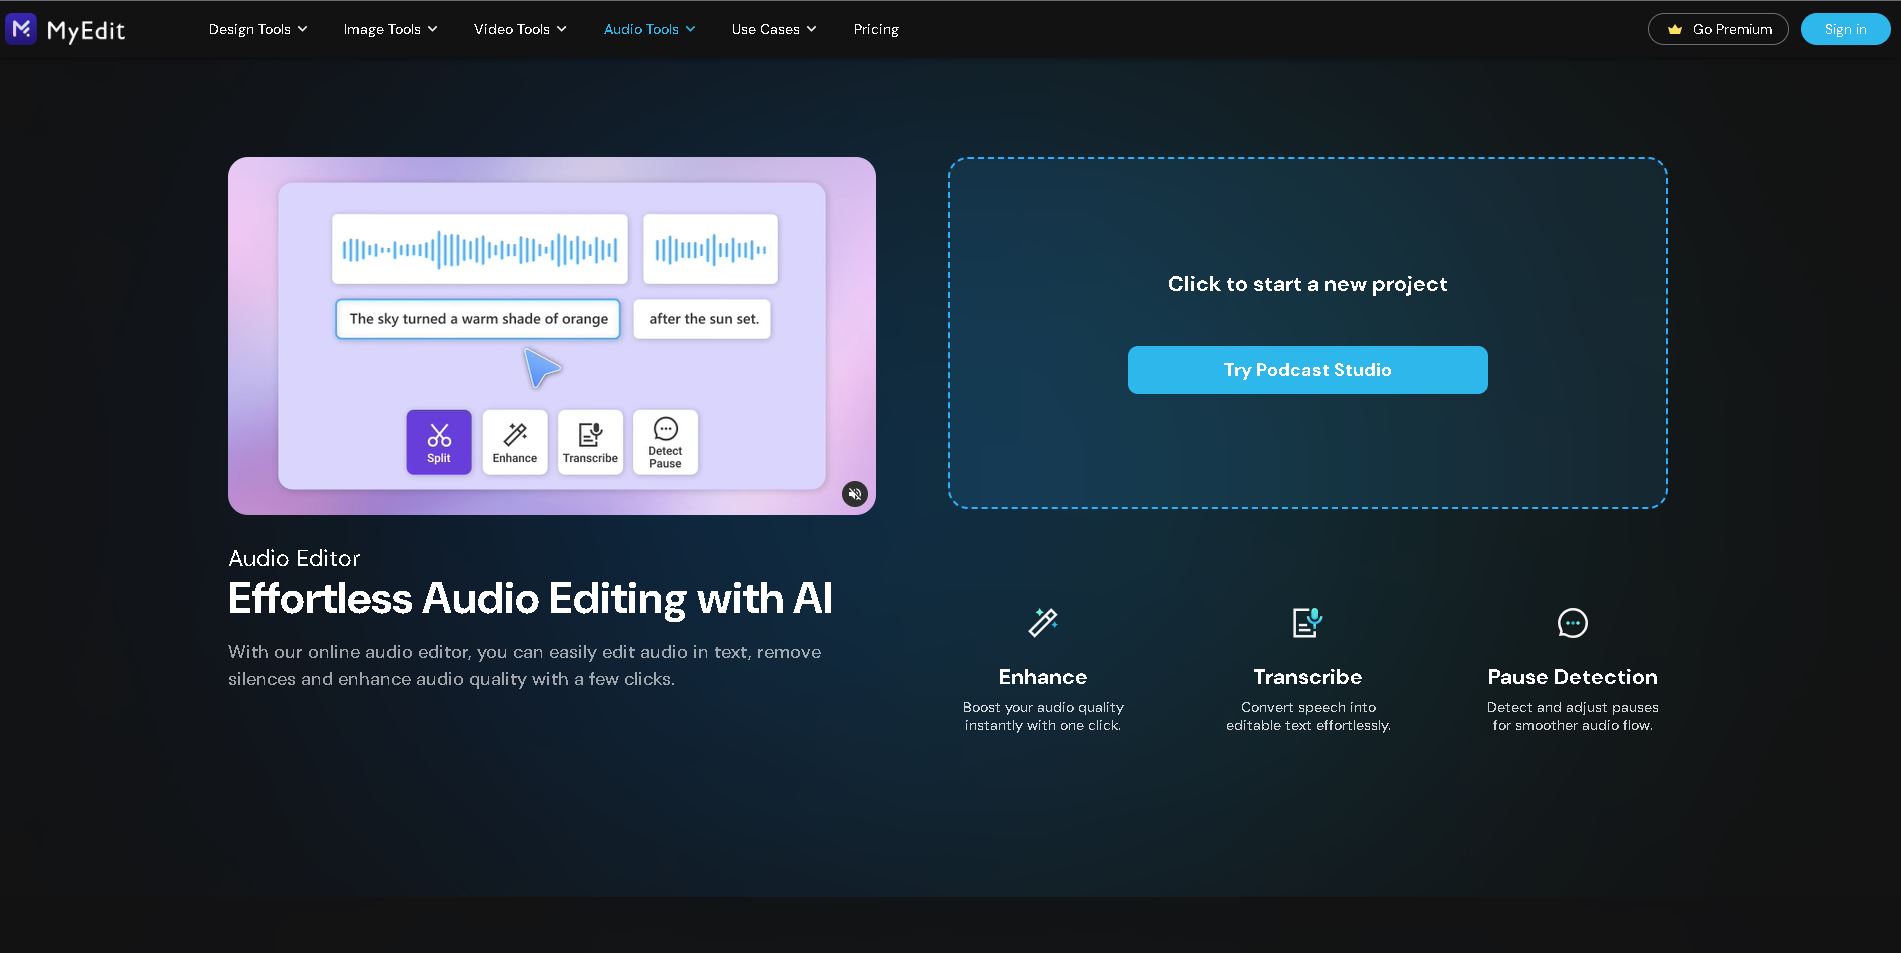 MyEdit
Design Tools
Image Tools
Video Tools
Audio Tools
Use Cases
Pricing
Go Premium
Sign in
The sky turned a warm shade of orange
after the sun set.
Split
Enhance
Transcribe
Detect
Pause
Audio Editor
Effortless Audio Editing with AI
With our online audio editor, you can easily edit audio in text, remove
silences and enhance audio quality with a few clicks.
Click to start a new project
Try Podcast Studio
Enhance
Boost your audio quality
instantly with one click.
Transcribe
Convert speech into
editable text effortlessly.
Pause Detection
Detect and adjust pauses
for smoother audio flow.